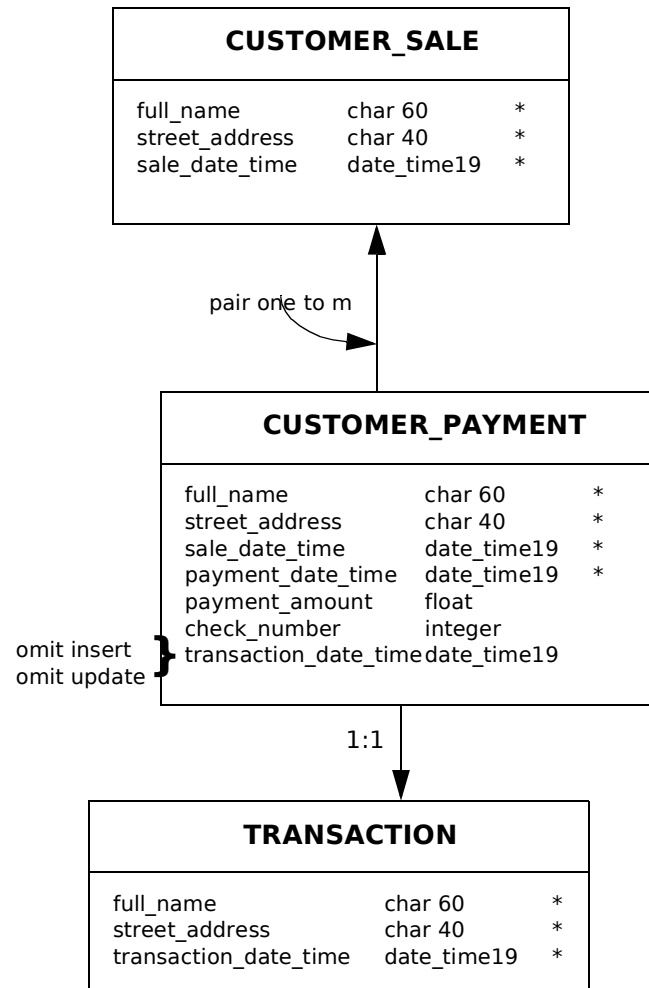 CUSTOMER_SALE
full_name char 60 *
street_address char 40 *
sale_date_time date_time19 *
pair one to m
CUSTOMER_PAYMENT
full_name char 60 *
street_address char 40 *
sale_date_time date_time19 *
payment_date_time date_time19 *
payment_amount float
check_number integer
omit insert
omit update
} transaction_date_time date_time19
1:1
TRANSACTION
full_name char 60 *
street_address char 40 *
transaction_date_time date_time19 *